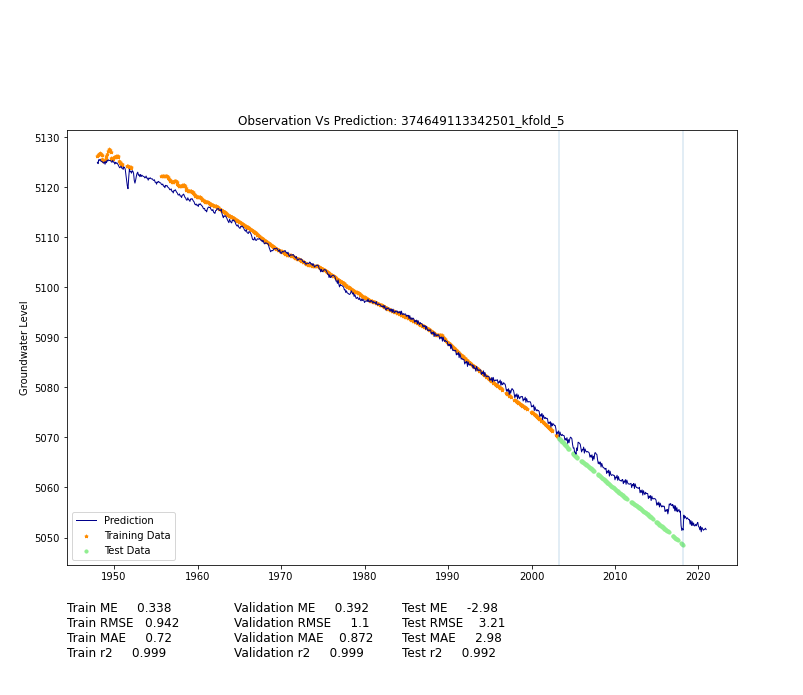 Observation Vs Prediction: 374649113342501_kfold_5
5130
5120
5110
5100
5090
5080
5070
5060
5050
Groundwater Level
Prediction
Training Data
Test Data
1950 1960 1970 1980 1990 2000 2010 2020
Train ME 0.338 Validation ME 0.392 Test ME -2.98
Train RMSE 0.942 Validation RMSE 1.1 Test RMSE 3.21
Train MAE 0.72 Validation MAE 0.872 Test MAE 2.98
Train r2 0.999 Validation r2 0.999 Test r2 0.992